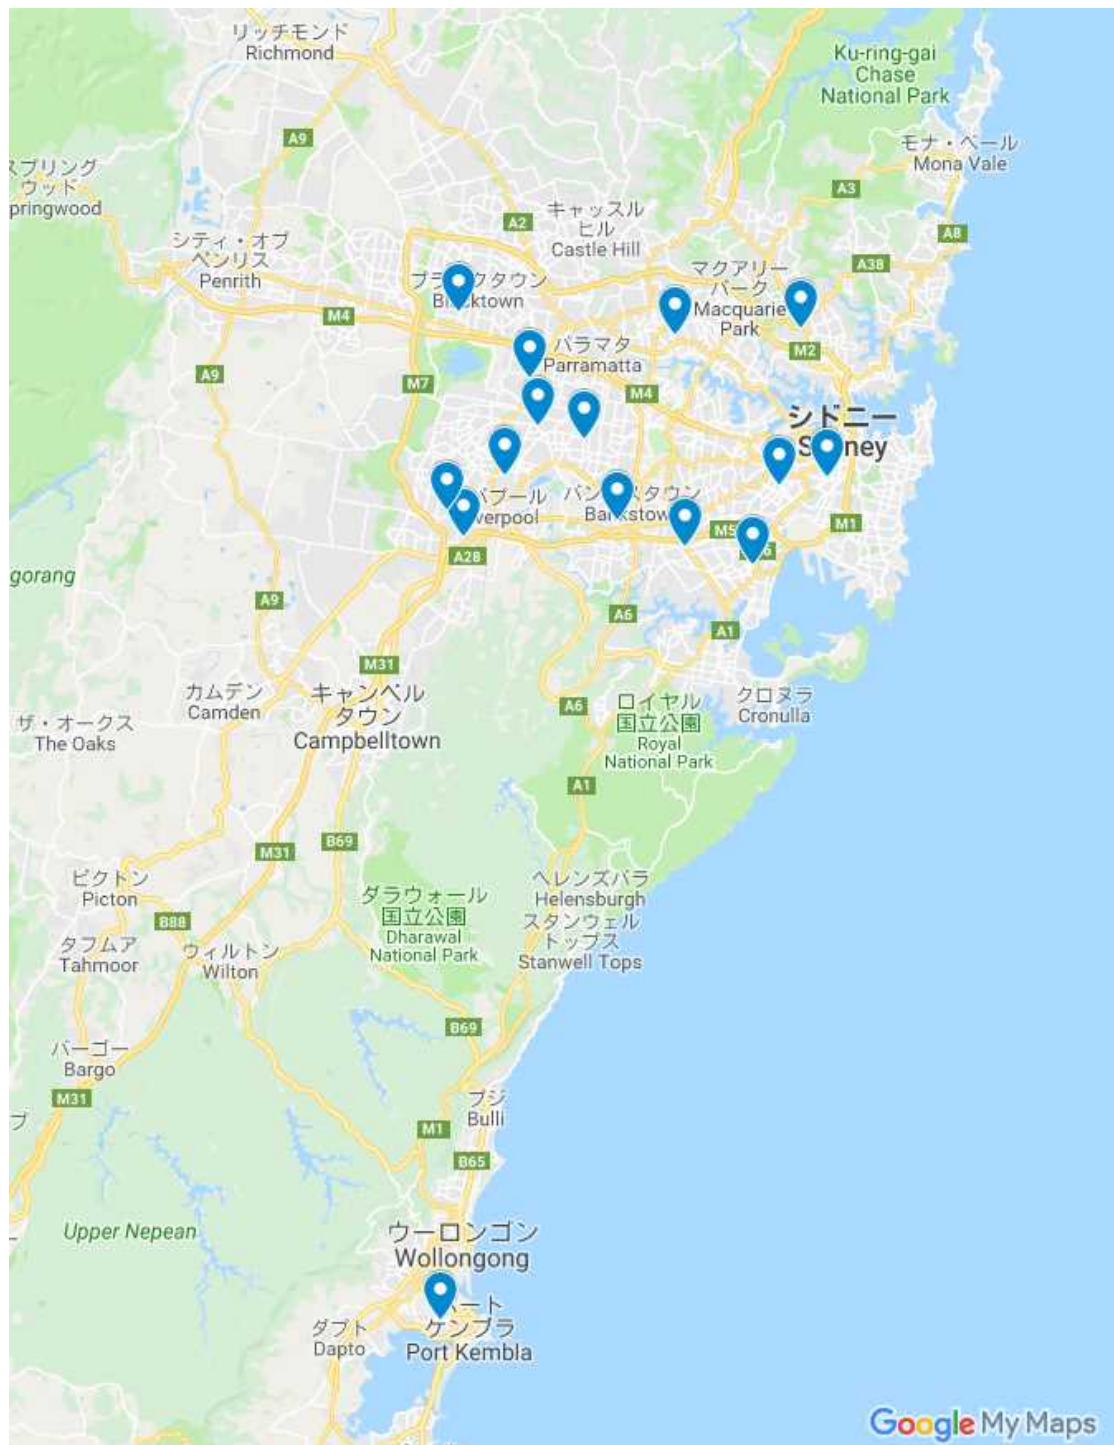 リッチモンド
Richmond
Ku-ring-gai
Chase
National Park
A9
モナ・ベール
Mona Vale
スプリング
ウッド
pringwood
A3
A2
キャッスル
ヒル
Castle Hill
A8
シティ・オブ
ペンリス
Penrith
A38
マクアリー
パーク
Macquarie
Park
M4
M2
パラマタ
Parramatta
A9
M7
M4
シドニー
M5
M1
A28
gorang
A9
A6
A1
M31
カムデン
Camden
キャンベル
タウン
Campbelltown
A6
ロイヤル
国立公園
Royal
National Park
クロヌラ
Cronulla
ザ・オークス
The Oaks
A1
B69
M31
ピクトン
Picton
ヘレンズバラ
Helensburgh
ダラウォール
国立公園
Dharawal
National Park
B88
スタンウェル
トップス
Stanwell Tops
タフムア
Tahmoor
ウィルトン
Wilton
B69
バーゴー
Bargo
M31
ブ
ブジ
Bulli
M1
B65
Upper Nepean
ウーロンゴン
Wollongong
ート
ケンブラ
Port Kembla
ダプト
Dapto
Google My Maps